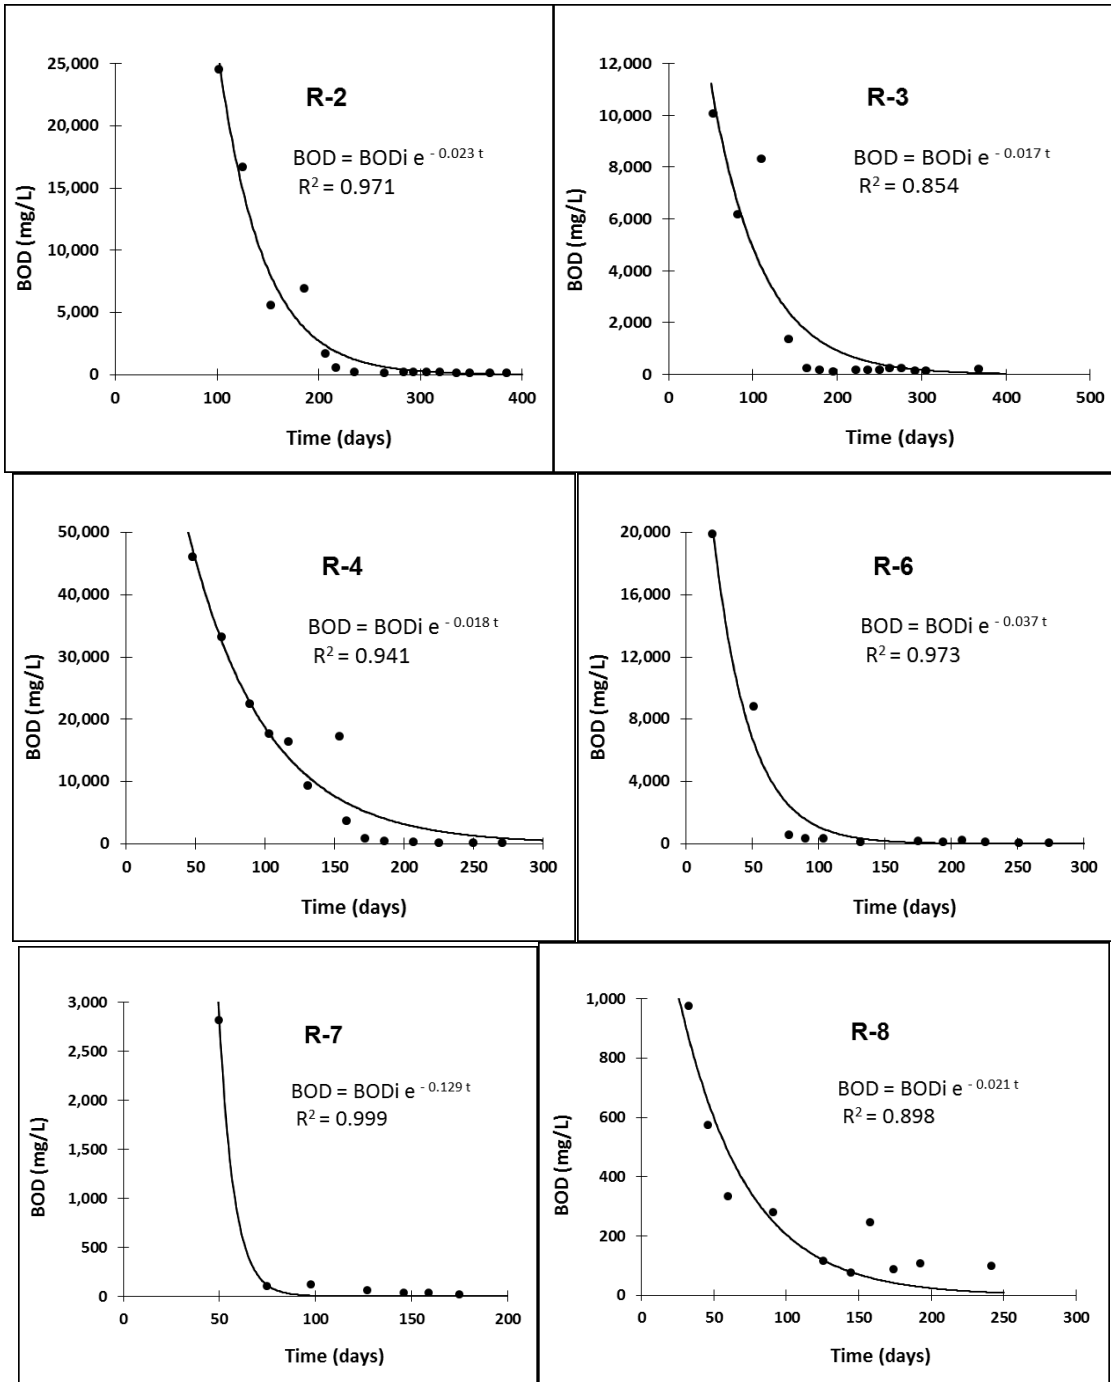 R-2
BOD = BODi e - 0.023 t
R² = 0.971
BOD (mg/L)
25,000
20,000
15,000
10,000
5,000
0
0 100 200 300 400
Time (days)
R-3
BOD = BODi e - 0.017 t
R² = 0.854
BOD (mg/L)
12,000
10,000
8,000
6,000
4,000
2,000
0
0 100 200 300 400 500
Time (days)
R-4
BOD = BODi e - 0.018 t
R² = 0.941
BOD (mg/L)
50,000
40,000
30,000
20,000
10,000
0
0 50 100 150 200 250 300
Time (days)
R-6
BOD = BODi e - 0.037 t
R² = 0.973
BOD (mg/L)
20,000
16,000
12,000
8,000
4,000
0
0 50 100 150 200 250 300
Time (days)
R-7
BOD = BODi e - 0.129 t
R² = 0.999
BOD (mg/L)
3,000
2,500
2,000
1,500
1,000
500
0
0 50 100 150 200
Time (days)
R-8
BOD = BODi e - 0.021 t
R² = 0.898
BOD (mg/L)
1,000
800
600
400
200
0
0 50 100 150 200 250 300
Time (days)